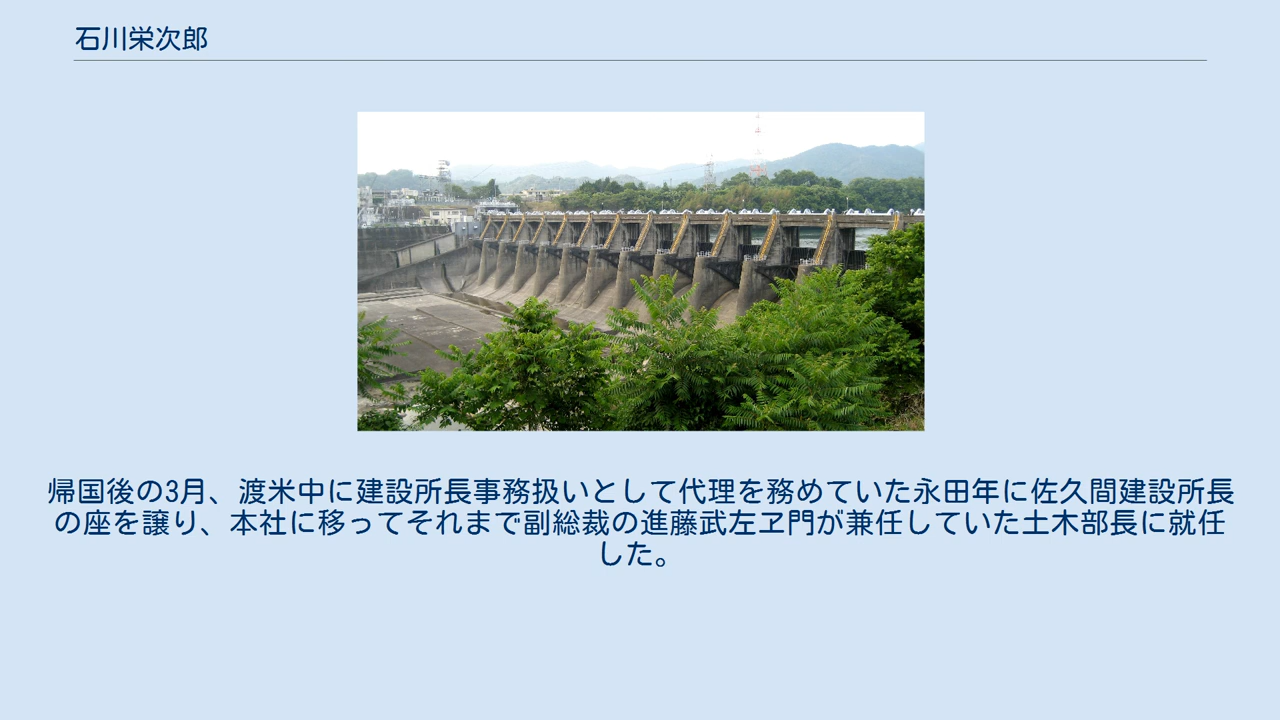 石川栄次郎
帰国後の3月、渡米中に建設所長事務扱いとして代理を務めていた永田年に佐久間建設所長
の座を譲り、本社に移ってそれまで副総裁の進藤武左ヱ門が兼任していた土木部長に就任
した。